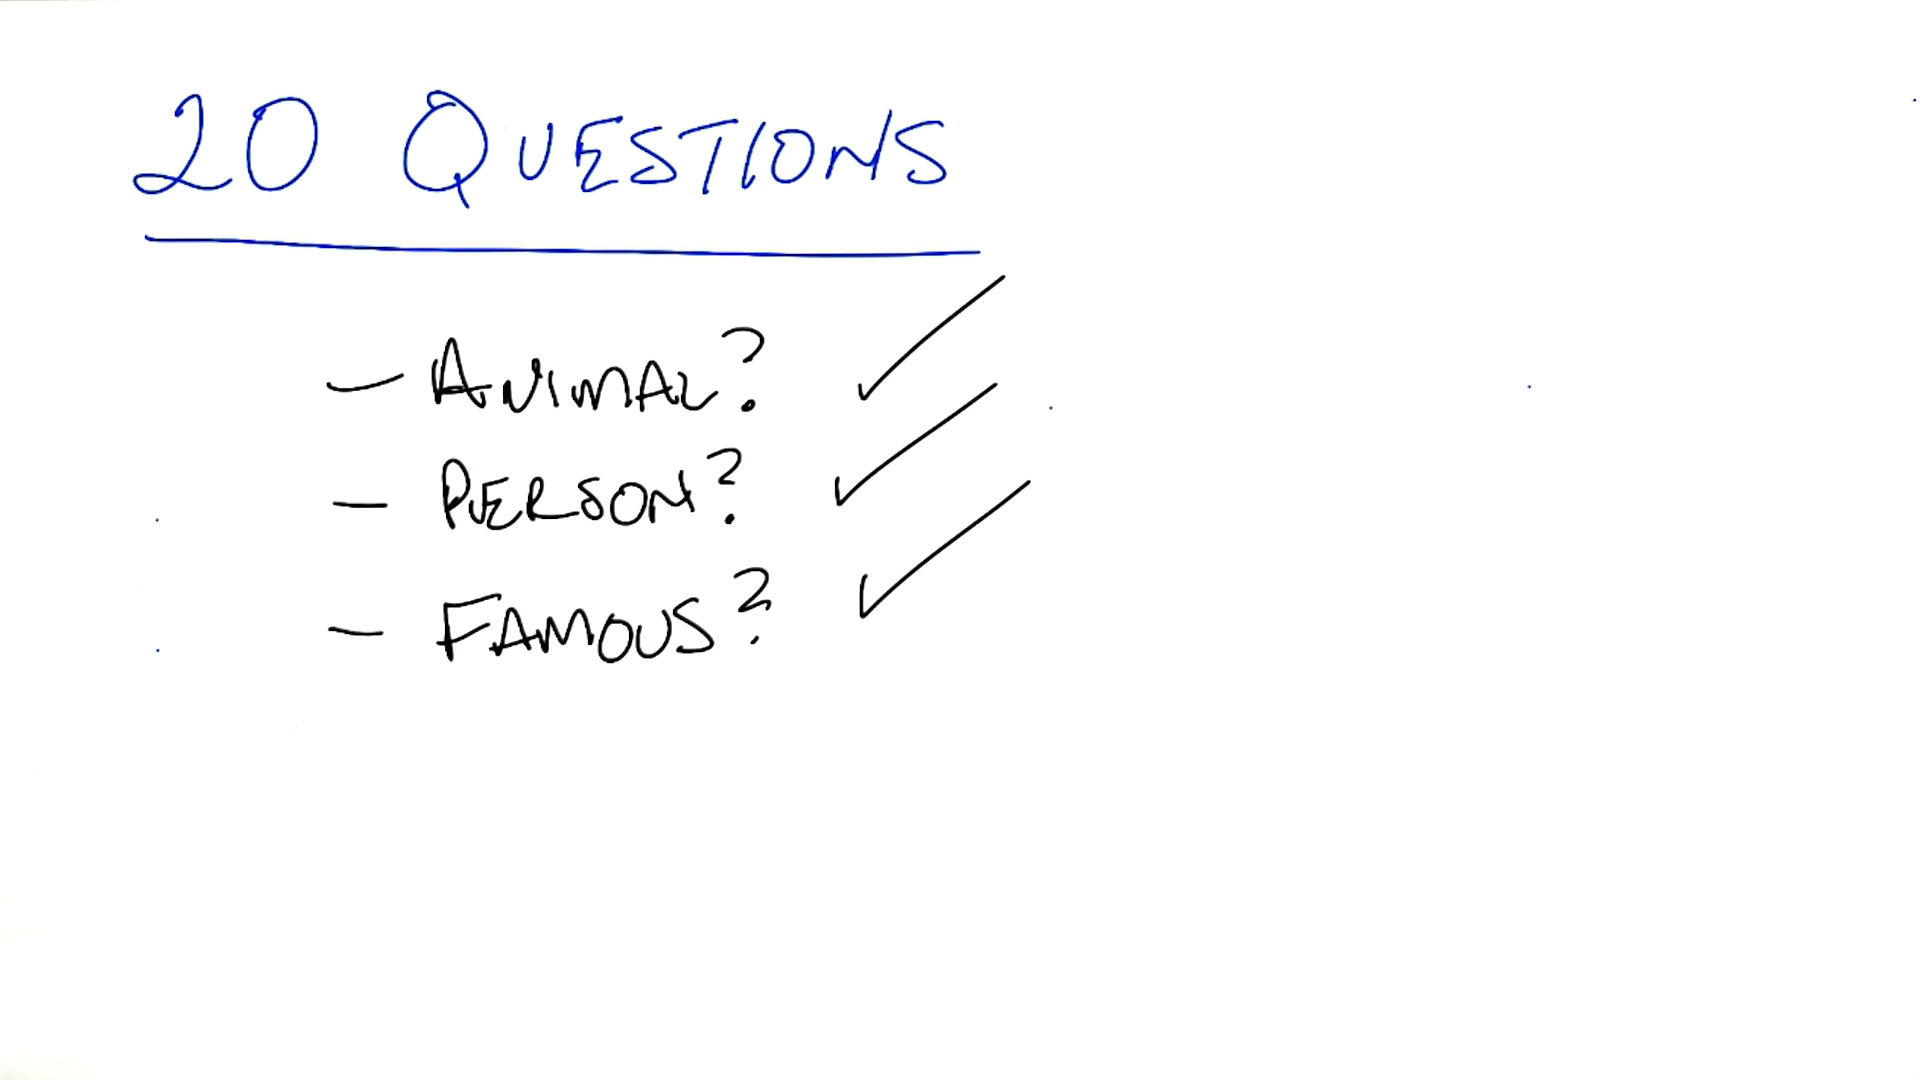 20 QUESTIONS
- ANIMAL? ✓
- PERSON? ✓
- FAMOUS? ✓